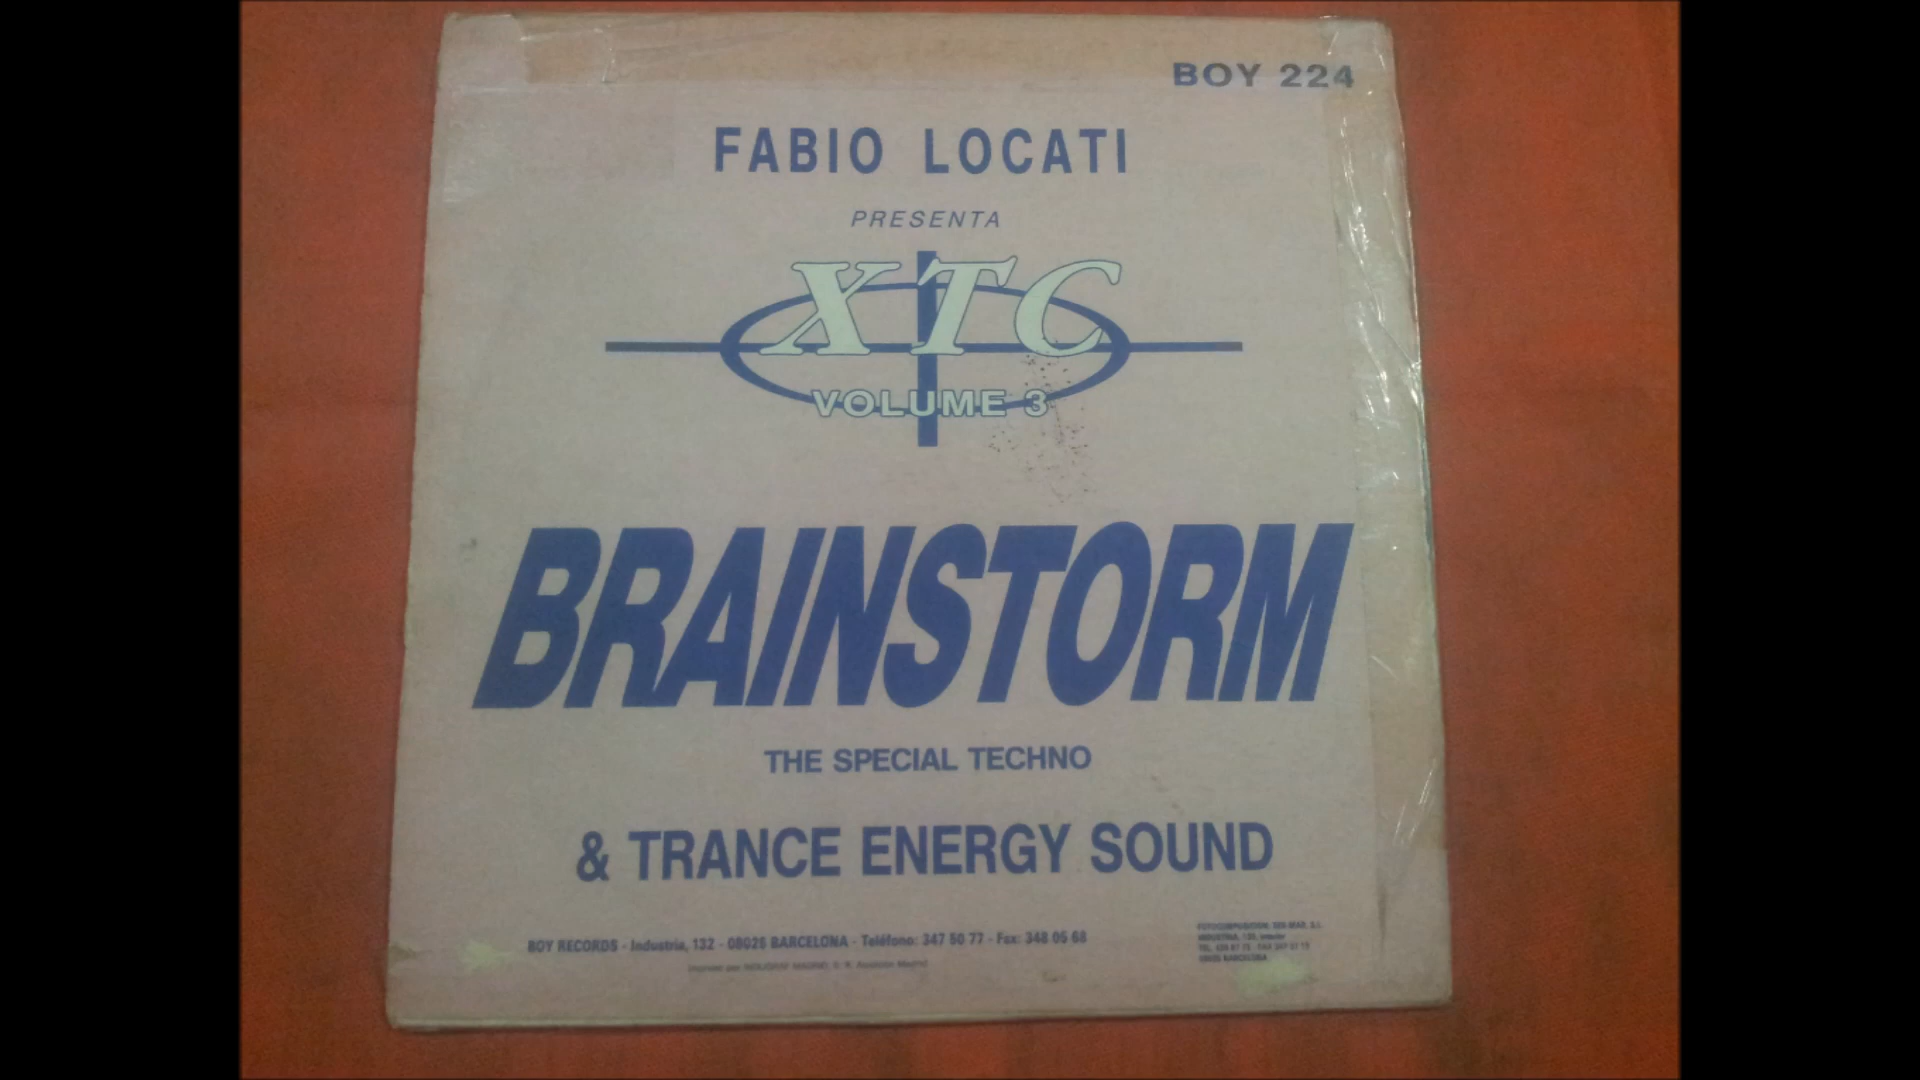 BOY 224
FABIO LOCATI
PRESENTA
XTC
VOLUME 3
BRAINSTORM
THE SPECIAL TECHNO
& TRANCE ENERGY SOUND
BOY RECORDS - Industria, 132 - 08025 BARCELONA - Teléfono: 347 50 77 - Fax: 348 05 68
BARCELONA